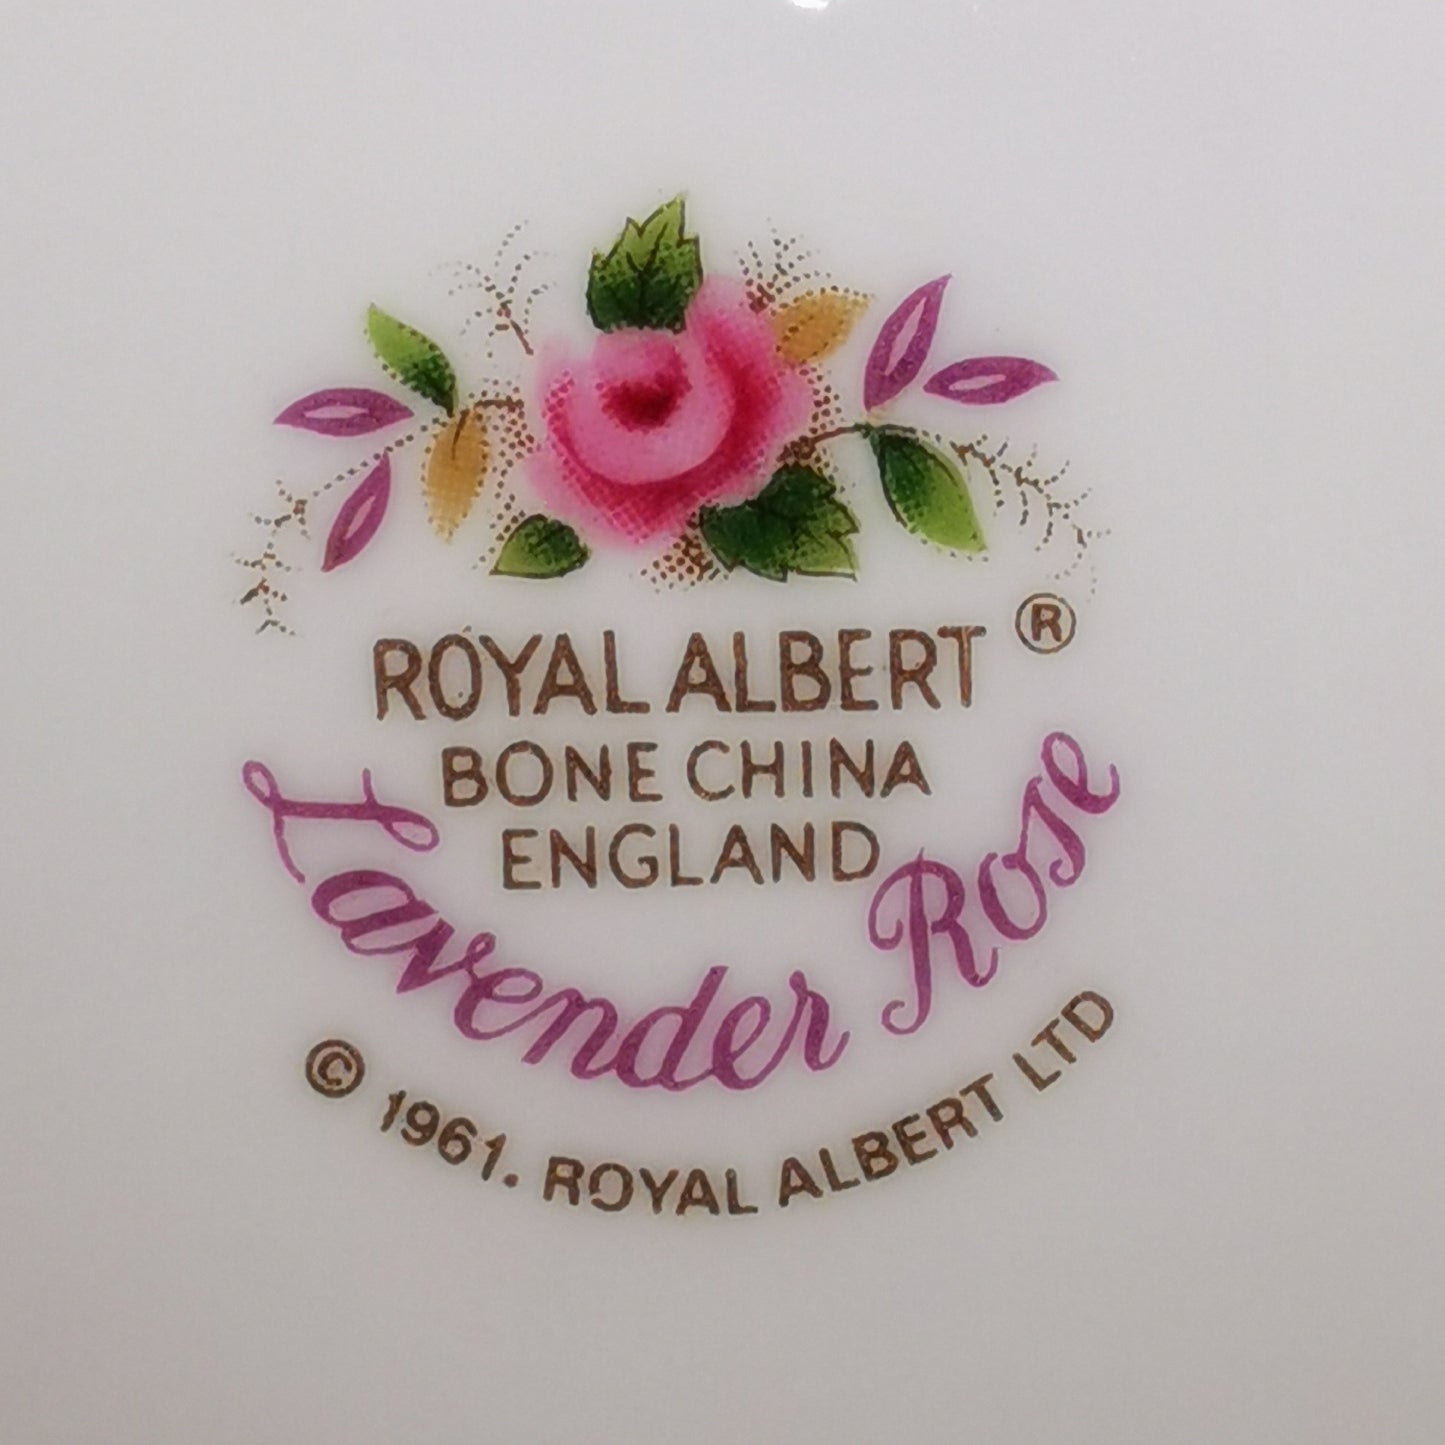 ROYAL ALBERT ®
BONE CHINA
ENGLAND
Lavender Rose
© 1961. ROYAL ALBERT LTD